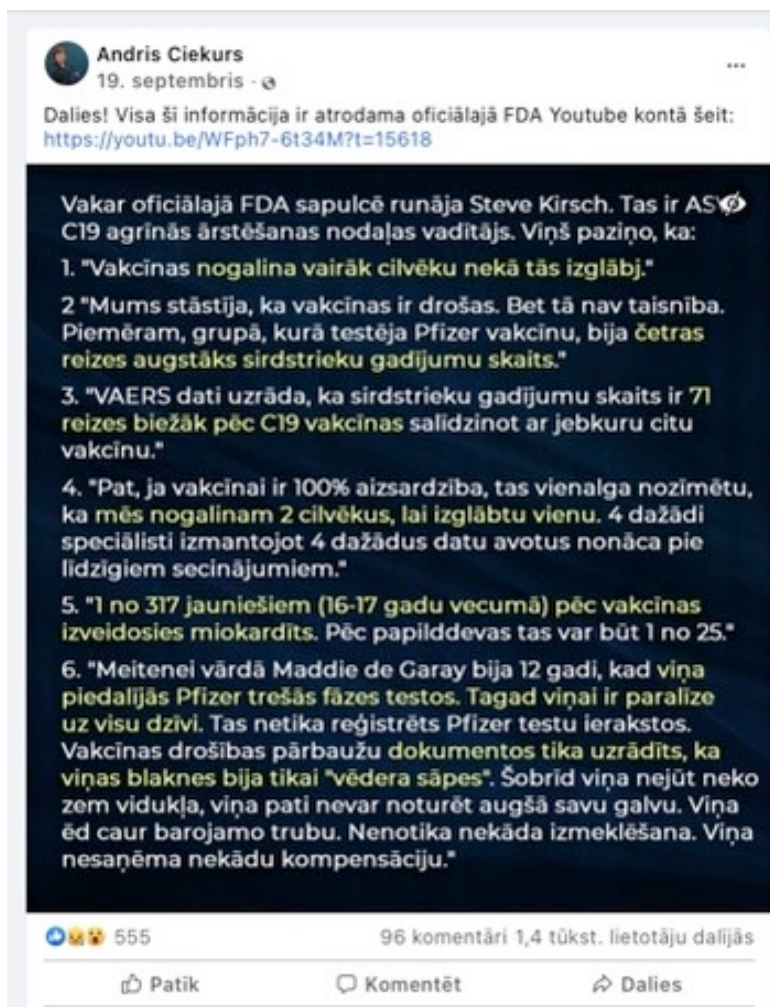 Andris Ciekurs
19. septembris ·
Dalies! Visa šī informācija ir atrodama oficiālajā FDA Youtube kontā šeit:
https://youtu.be/WFph7-6t34M?t=15618
Vakar oficiālajā FDA sapulcē runāja Steve Kirsch. Tas ir
C19 agrīnās ārstēšanas nodaļas vadītājs. Viņš paziņo, ka:
1. "Vakcīnas nogalina vairāk cilvēku nekā tās izglābj."
2 "Mums stāstīja, ka vakcīnas ir drošas. Bet tā nav taisnība.
Piemēram, grupā, kurā testēja Pfizer vakcīnu, bija četras
reizes augstāks sirdstrieku gadījumu skaits."
3. "VAERS dati uzrāda, ka sirdstrieku gadījumu skaits ir 71
reizes biežāk pēc C19 vakcīnas salīdzinot ar jebkuru citu
vakcīnu."
4. "Pat, ja vakcīnai ir 100% aizsardzība, tas vienalga nozīmētu,
ka mēs nogalinam 2 cilvēkus, lai izglābtu vienu. 4 dažādi
speciālisti izmantojot 4 dažādus datu avotus nonāca pie
līdzīgiem secinājumiem."
5. "1 no 317 jauniešiem (16-17 gadu vecumā) pēc vakcīnas
izveidosies miokardīts. Pēc papilddevas tas var būt 1 no 25."
6. "Meitenei vārdā Maddie de Garay bija 12 gadi, kad viņa
piedalījās Pfizer trešās fāzes testos. Tagad viņai ir paralīze
uz visu dzīvi. Tas netika reģistrēts Pfizer testu ierakstos.
Vakcīnas drošības pārbaužu dokumentos tika uzrādīts, ka
viņas blaknes bija tikai "vēdera sāpes". Šobrīd viņa nejūt neko
zem vidukļa, viņa pati nevar noturēt augšā savu galvu. Viņa
ēd caur barojamo trubu. Nenotika nekāda izmeklēšana. Viņa
nesaņēma nekādu kompensāciju."
555
96 komentāri 1,4 tūkst. lietotāju dalījās
Patīk
Komentēt
Dalies